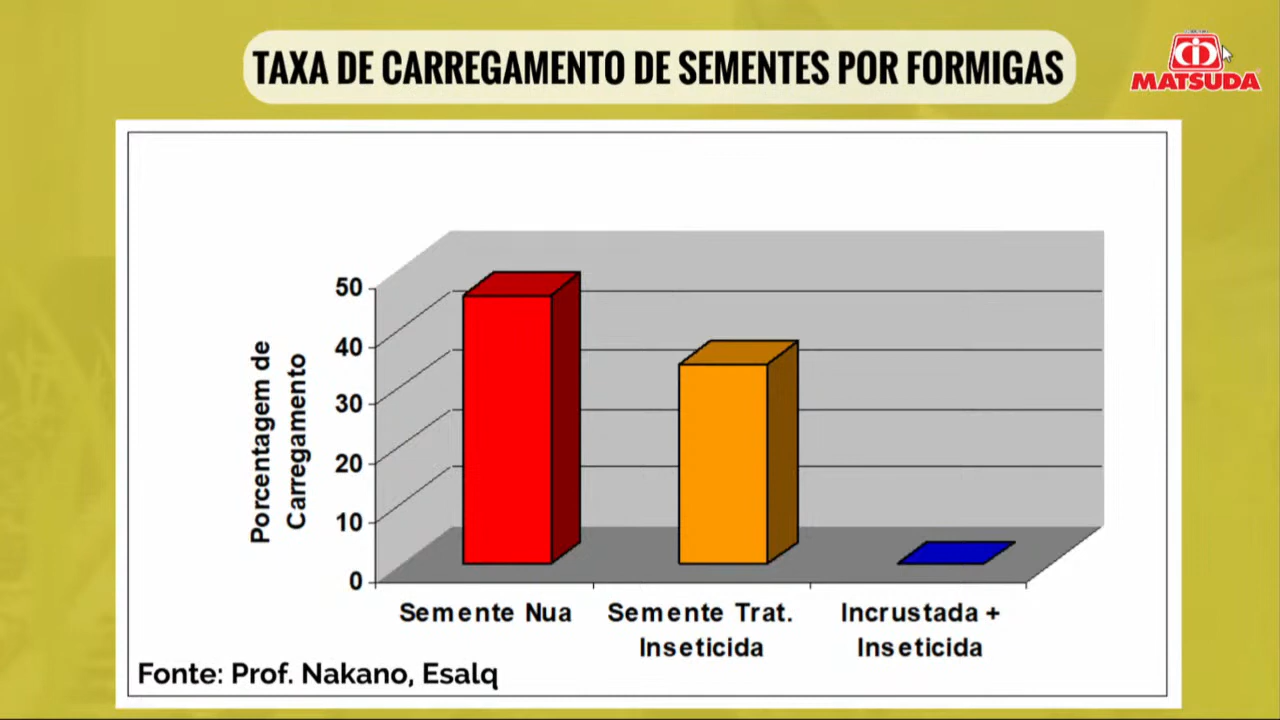 TAXA DE CARREGAMENTO DE SEMENTES POR FORMIGAS
MATSUDA
Porcentagem de
Carregamento
50
40
30
20
10
0
Semente Nua
Semente Trat.
Inseticida
Incrustada +
Inseticida
Fonte: Prof. Nakano, Esalq